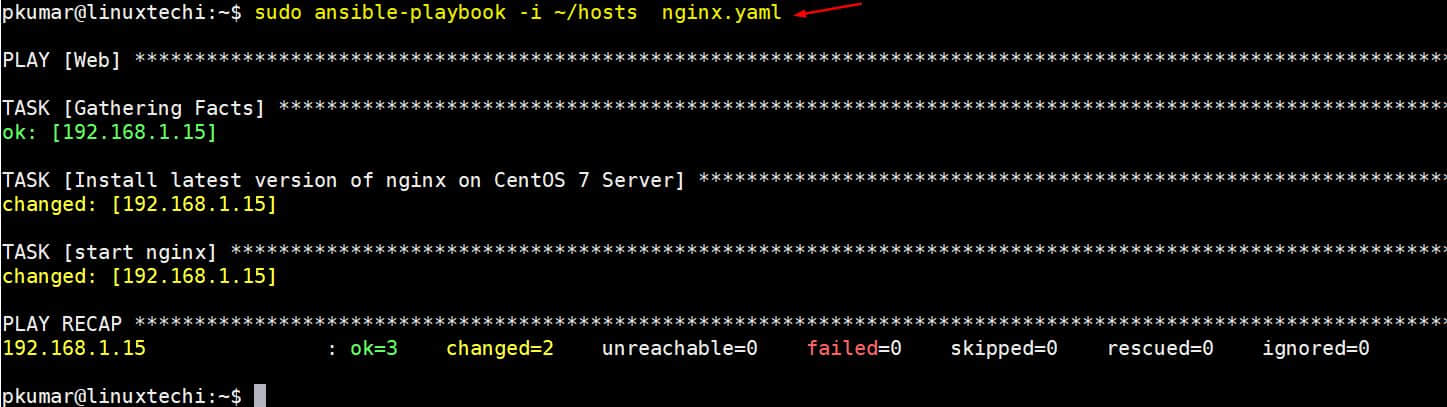 pkumar@linuxtechi:~$ sudo ansible-playbook -i ~/hosts  nginx.yaml
PLAY [Web] *************************************************************************************************************
TASK [Gathering Facts] *************************************************************************************************
ok: [192.168.1.15]
TASK [Install latest version of nginx on CentOS 7 Server] **************************************************************
changed: [192.168.1.15]
TASK [start nginx] *****************************************************************************************************
changed: [192.168.1.15]
PLAY RECAP *************************************************************************************************************
192.168.1.15               : ok=3    changed=2    unreachable=0    failed=0    skipped=0    rescued=0    ignored=0
pkumar@linuxtechi:~$